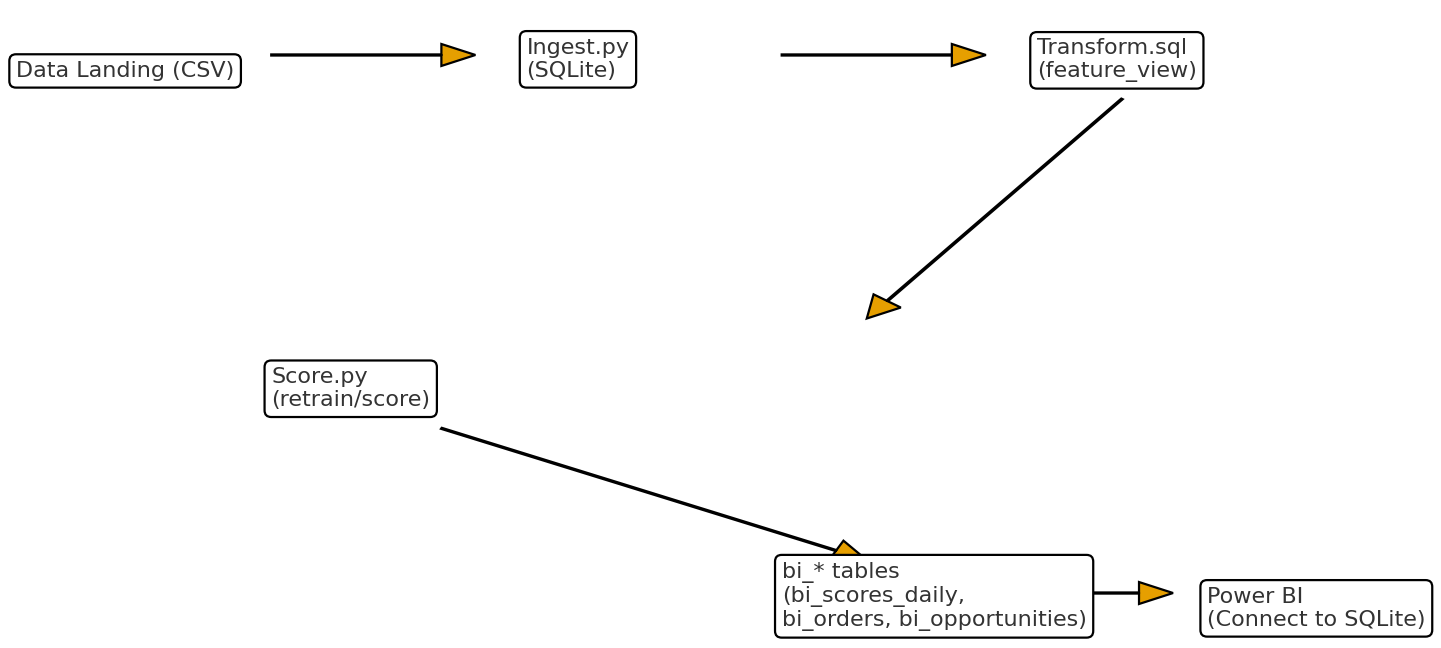 Data Landing (CSV)
Ingest.py
(SQLite)
Transform.sql
(feature_view)
Score.py
(retrain/score)
bi_* tables
(bi_scores_daily,
bi_orders, bi_opportunities)
Power BI
(Connect to SQLite)